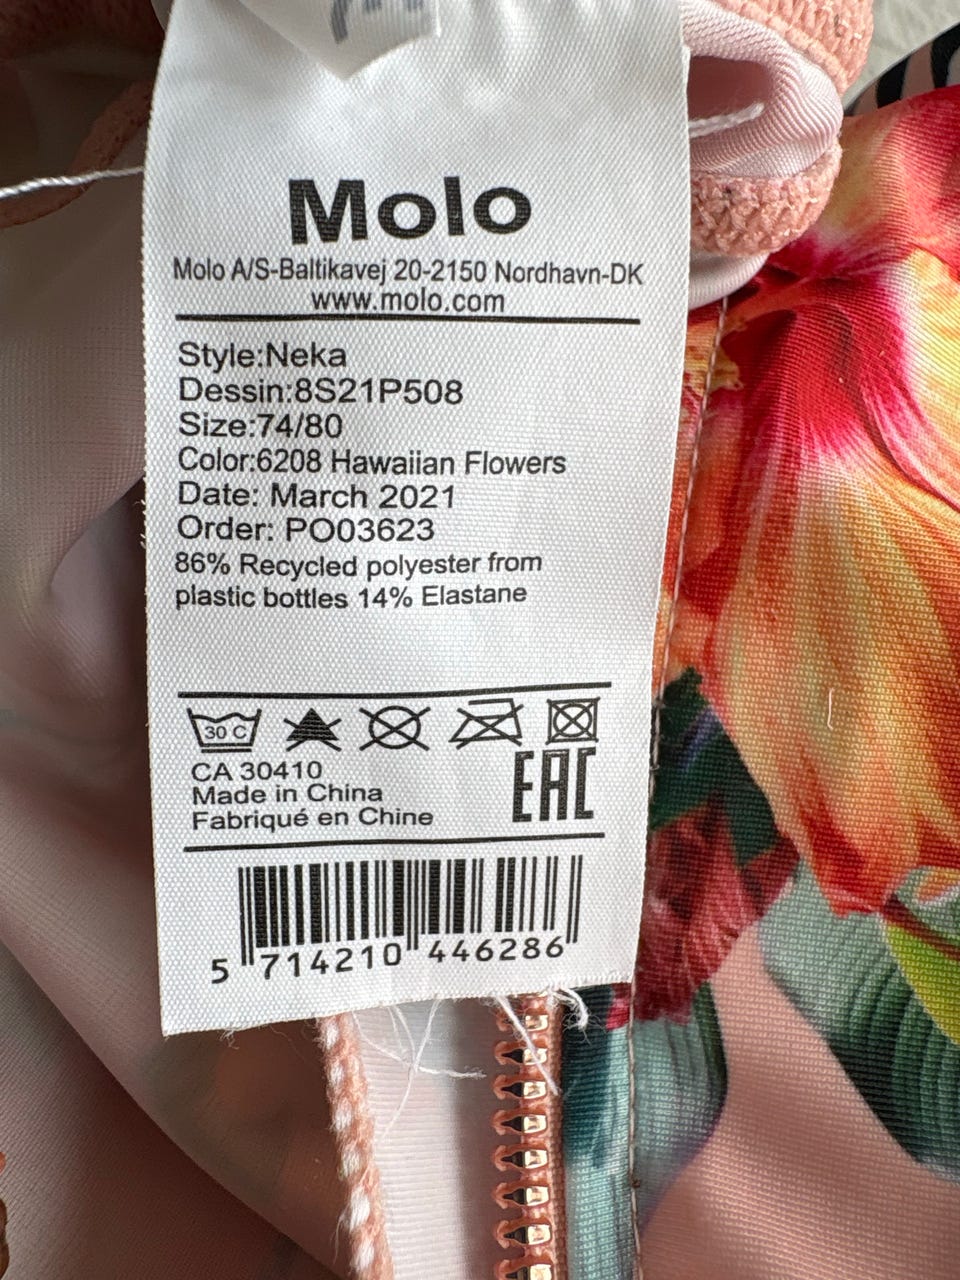 Molo
Molo A/S-Baltikavej 20-2150 Nordhavn-DK
www.molo.com
Style:Neka
Dessin:8S21P508
Size:74/80
Color:6208 Hawaiian Flowers
Date: March 2021
Order: PO03623
86% Recycled polyester from
plastic bottles 14% Elastane
30 C
CA 30410
Made in China
Fabriqué en Chine
EAC
5 714210 446286